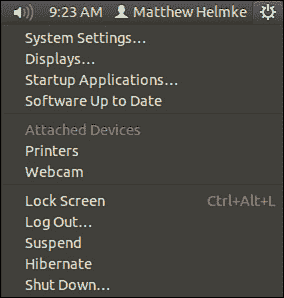 9:23 AM Matthew Helmke
System Settings...
Displays...
Startup Applications...
Software Up to Date
Attached Devices
Printers
Webcam
Lock Screen Ctrl+Alt+L
Log Out...
Suspend
Hibernate
Shut Down...